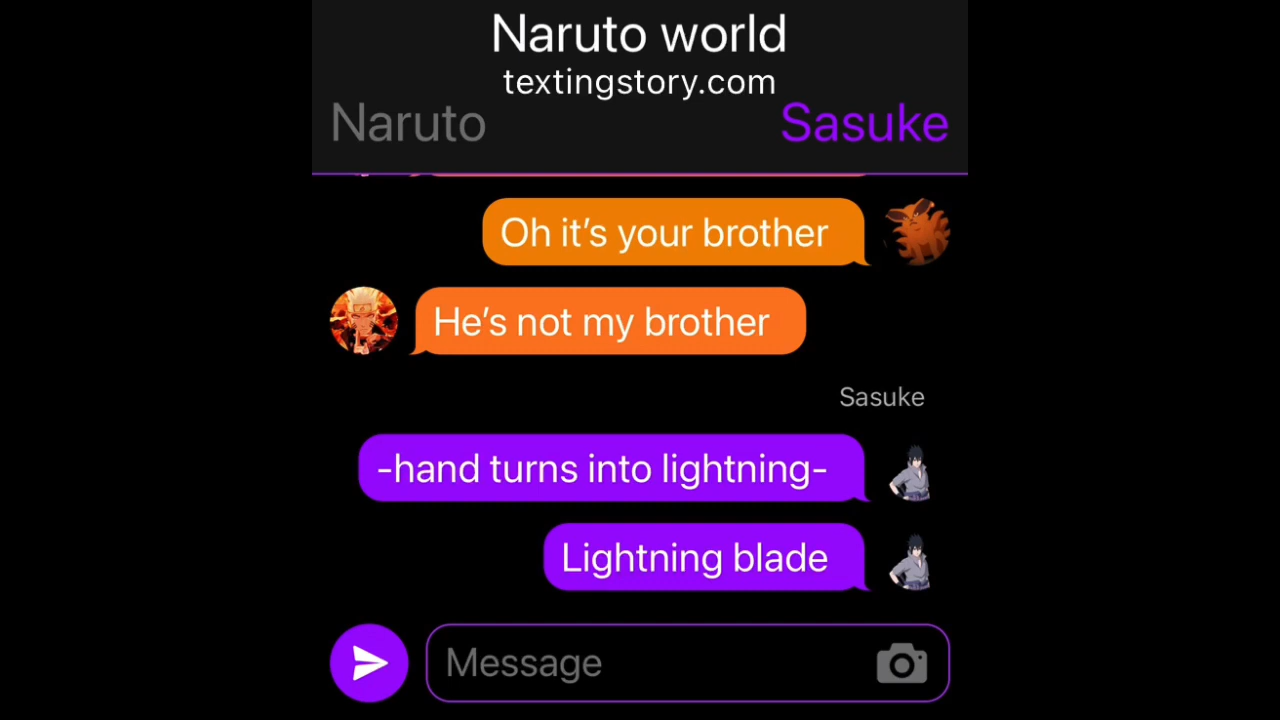 Naruto world
textingstory.com
Naruto
Sasuke
Oh it’s your brother
He’s not my brother
Sasuke
-hand turns into lightning-
Lightning blade
Message